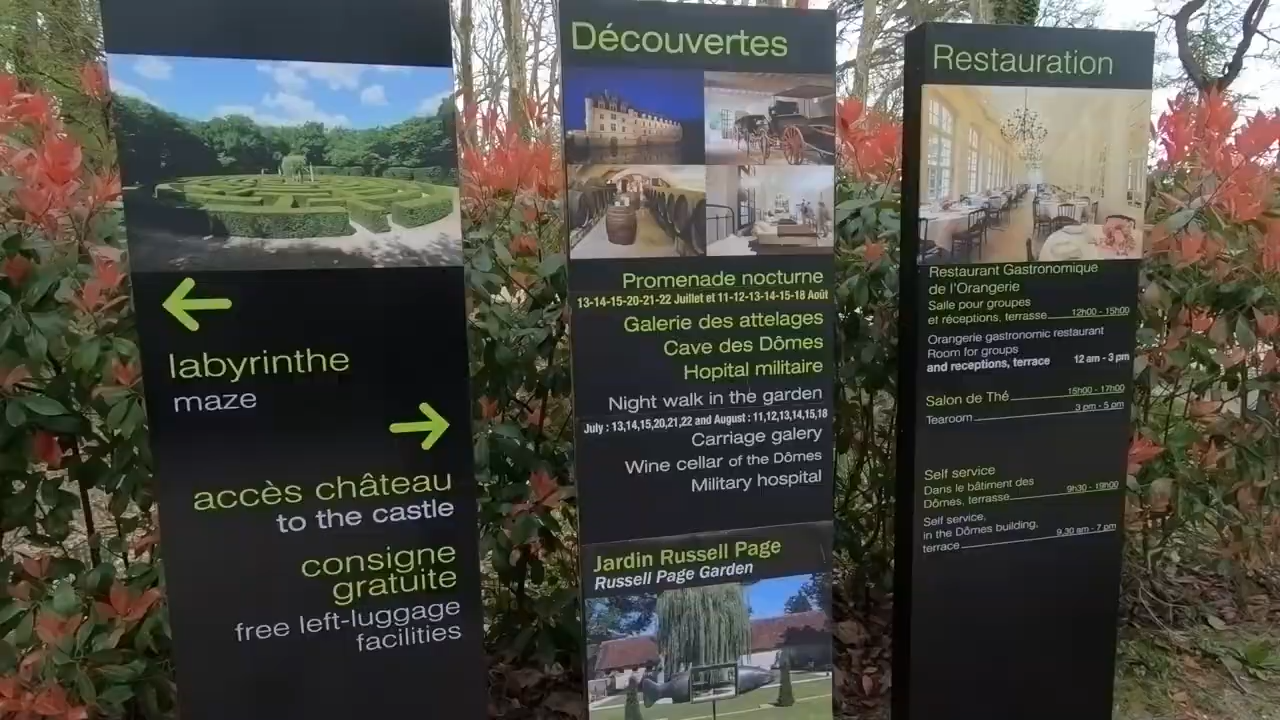 labyrinthe
maze
accès château
to the castle
consigne
gratuite
free left-luggage
facilities
Découvertes
Promenade nocturne
13-14-15-20-21-22 Juillet et 11-12-13-14-15-18 Août
Galerie des attelages
Cave des Dômes
Hopital militaire
Night walk in the garden
July : 13,14,15,20,21,22 and August : 11,12,13,14,15,18
Carriage galery
Wine cellar of the Dômes
Military hospital
Jardin Russell Page
Russell Page Garden
Restauration
Restaurant Gastronomique
de l'Orangerie
Salle pour groupes
et réceptions, terrasse 12h00 - 15h00
Orangerie gastronomic restaurant
Room for groups
and receptions, terrace 12 am - 3 pm
Salon de Thé 15h00 - 17h00
Tearoom 3 pm - 5 pm
Self service
Dans le bâtiment des
Dômes, terrasse 9h30 - 19h00
Self service,
in the Dômes building,
terrace 9.30 am - 7 pm